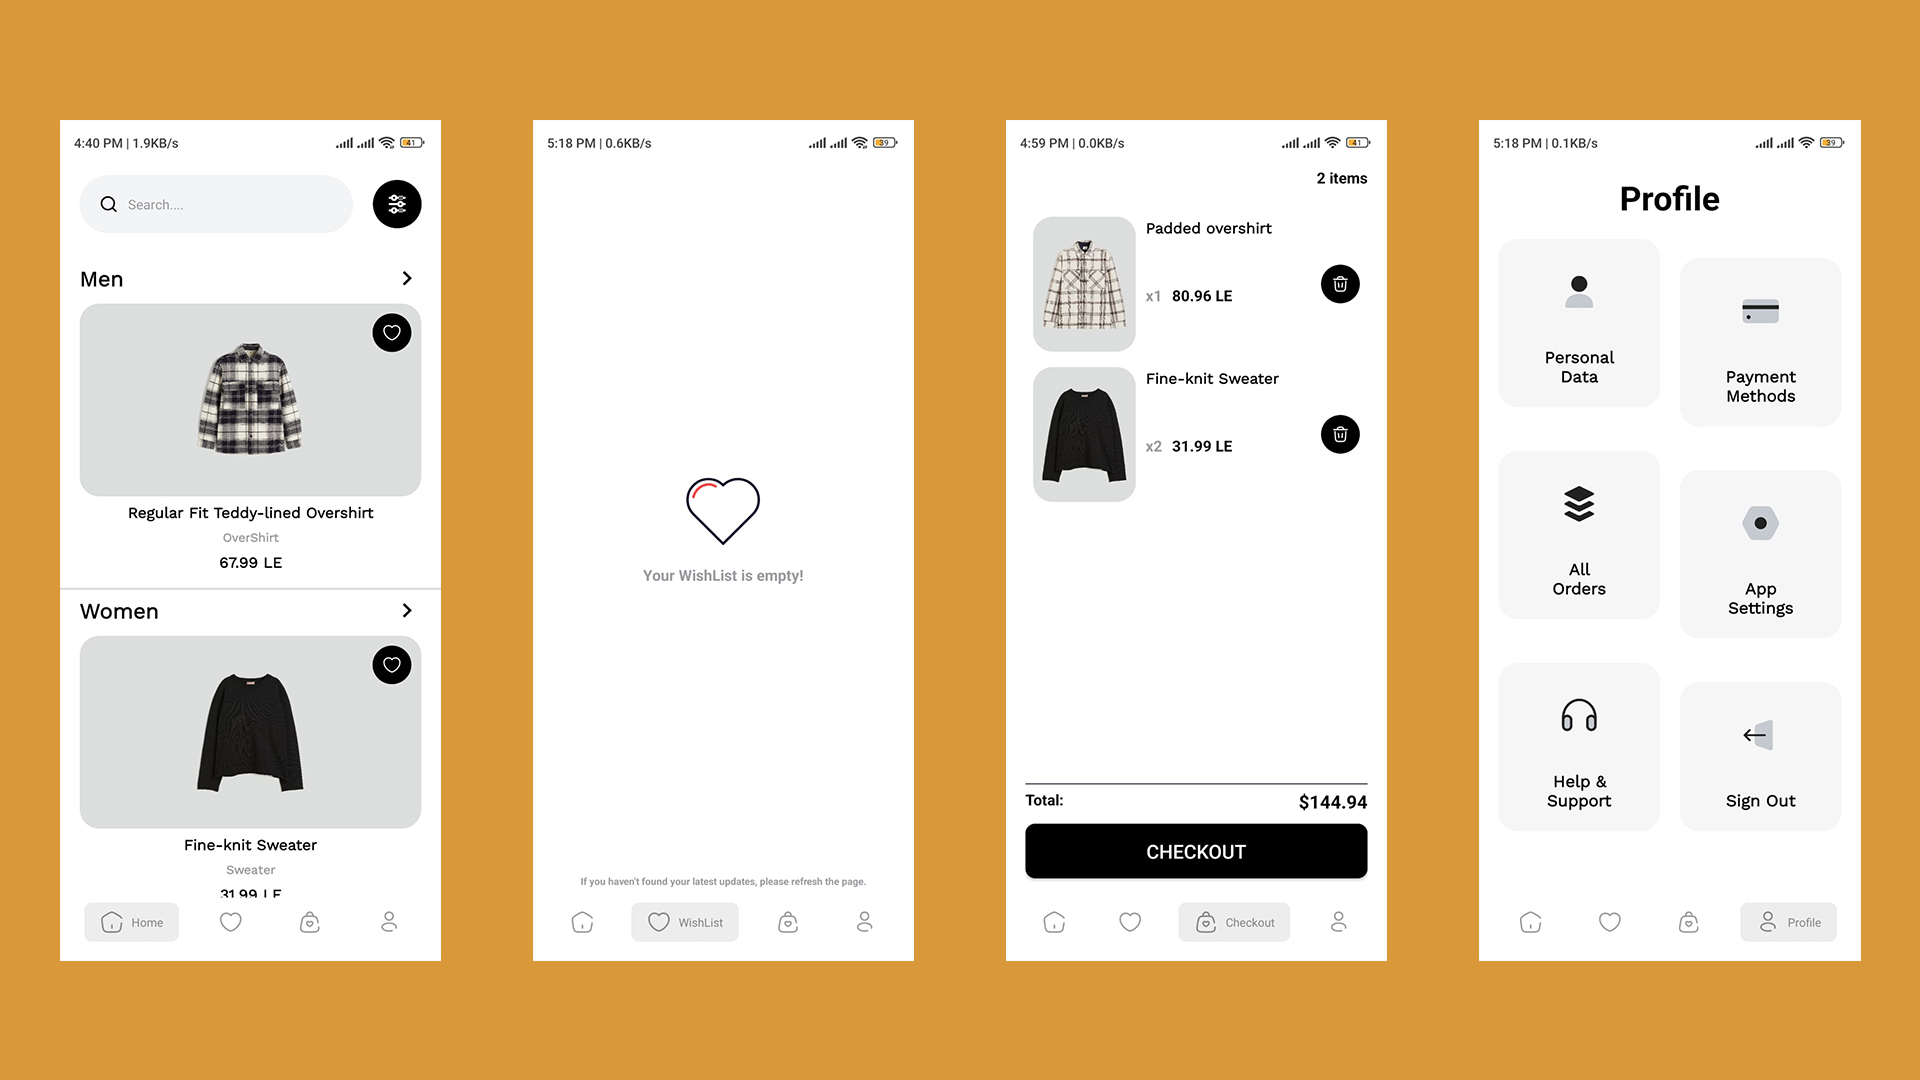 4:40 PM | 1.9KB/s
41
Search....
Men
Regular Fit Teddy-lined Overshirt
OverShirt
67.99 LE
Women
Fine-knit Sweater
Sweater
31.99 LE
Home
5:18 PM | 0.6KB/s
39
Your WishList is empty!
If you haven't found your latest updates, please refresh the page.
WishList
4:59 PM | 0.0KB/s
41
2 items
Padded overshirt
x1 80.96 LE
Fine-knit Sweater
x2 31.99 LE
Total: $144.94
CHECKOUT
Checkout
5:18 PM | 0.1KB/s
39
Profile
Personal
Data
Payment
Methods
All
Orders
App
Settings
Help &
Support
Sign Out
Profile